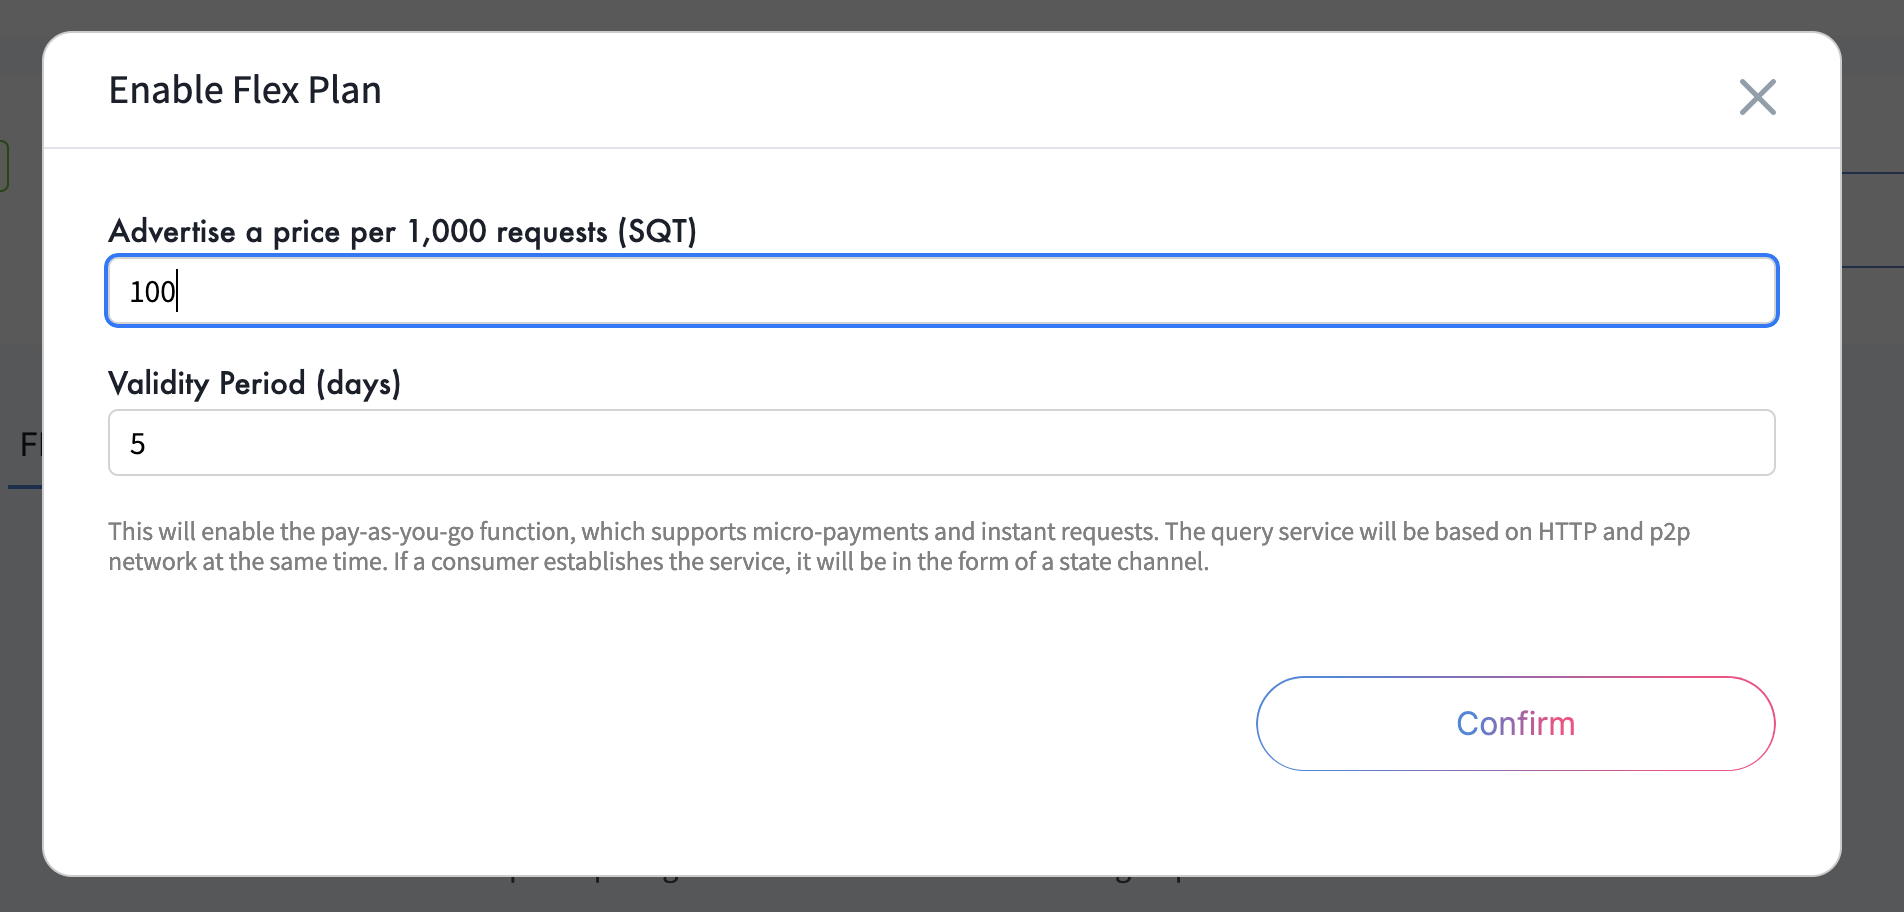 Enable Flex Plan
Advertise a price per 1,000 requests (SQT)
100
Validity Period (days)
5
This will enable the pay-as-you-go function, which supports micro-payments and instant requests. The query service will be based on HTTP and p2p
network at the same time. If a consumer establishes the service, it will be in the form of a state channel.
Confirm